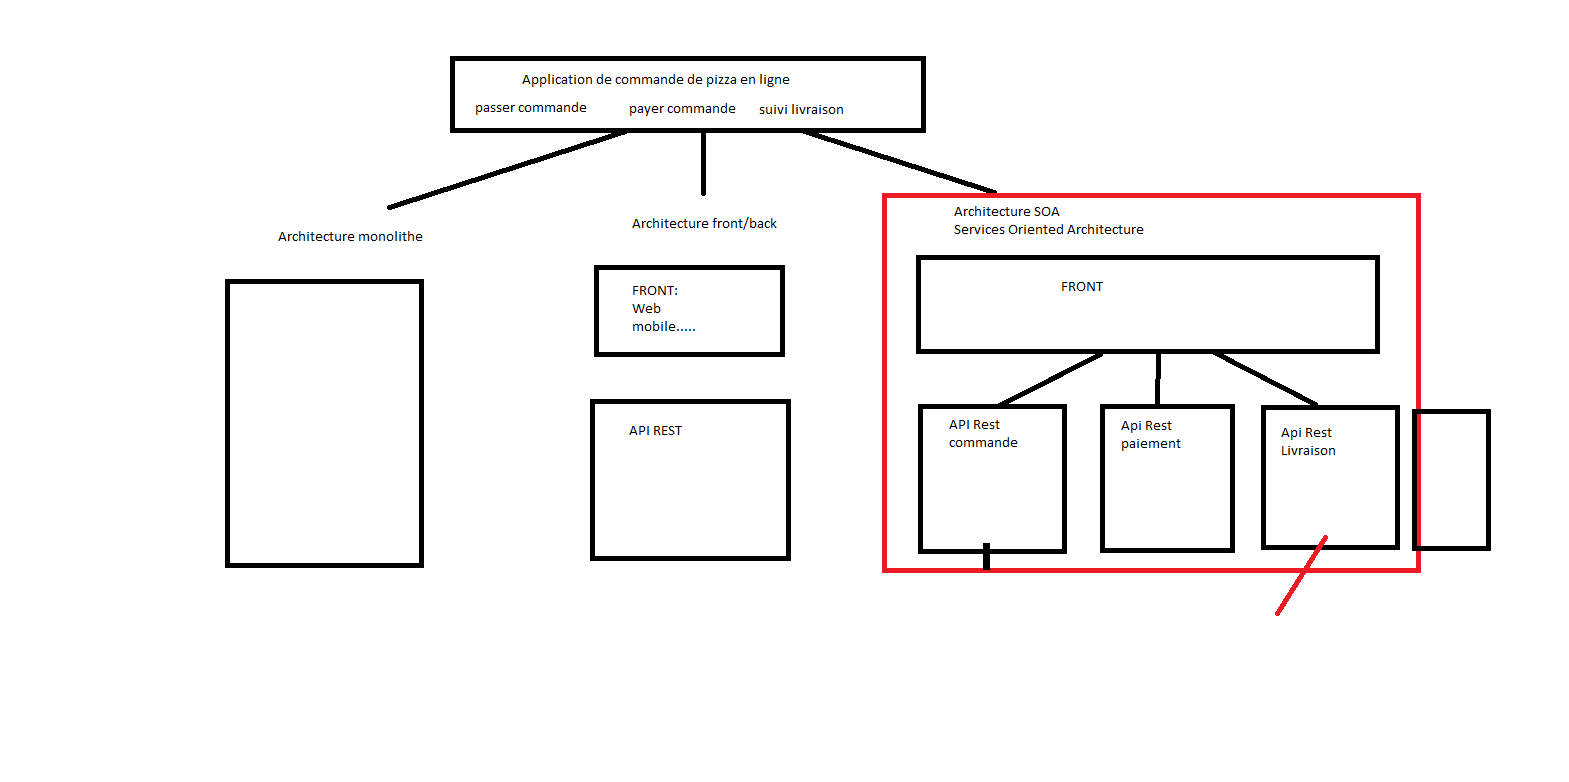 Application de commande de pizza en ligne
passer commande payer commande suivi livraison
Architecture monolithe
Architecture front/back
FRONT:
Web
mobile.....
API REST
Architecture SOA
Services Oriented Architecture
FRONT
API Rest
commande
Api Rest
paiement
Api Rest
Livraison